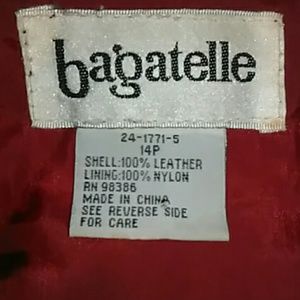 bagatelle
24-1771-5
14P
SHELL:100% LEATHER
LINING:100% NYLON
RN 98386
MADE IN CHINA
SEE REVERSE SIDE
FOR CARE